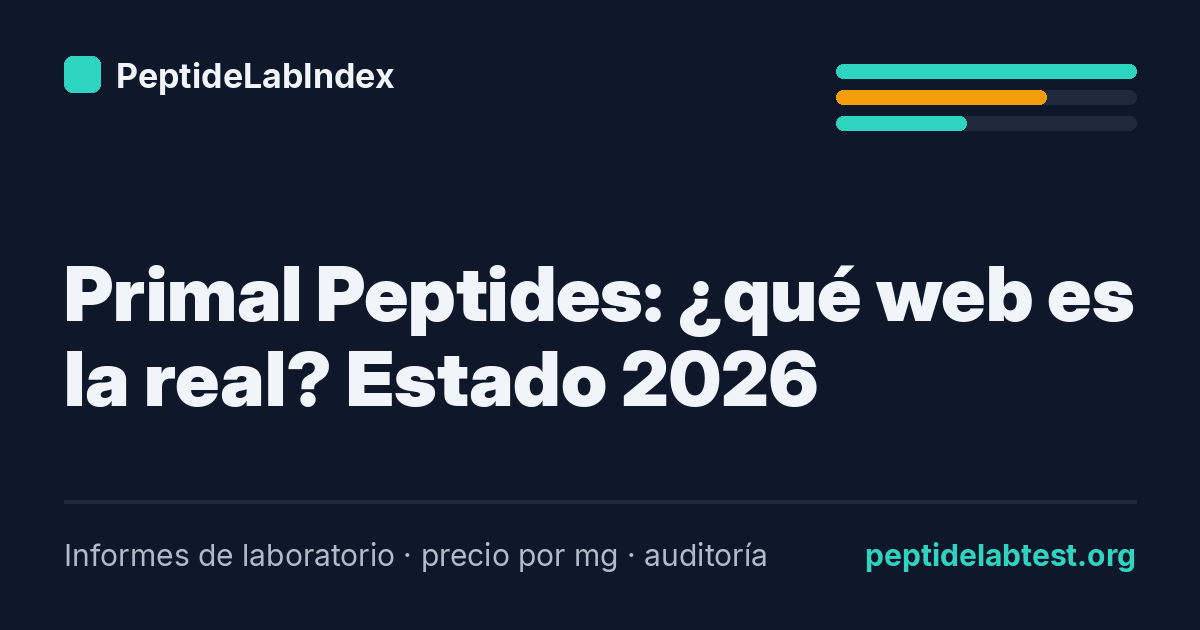 PeptideLabIndex
Primal Peptides: ¿qué web es
la real? Estado 2026
Informes de laboratorio · precio por mg · auditoría
peptidelabtest.org